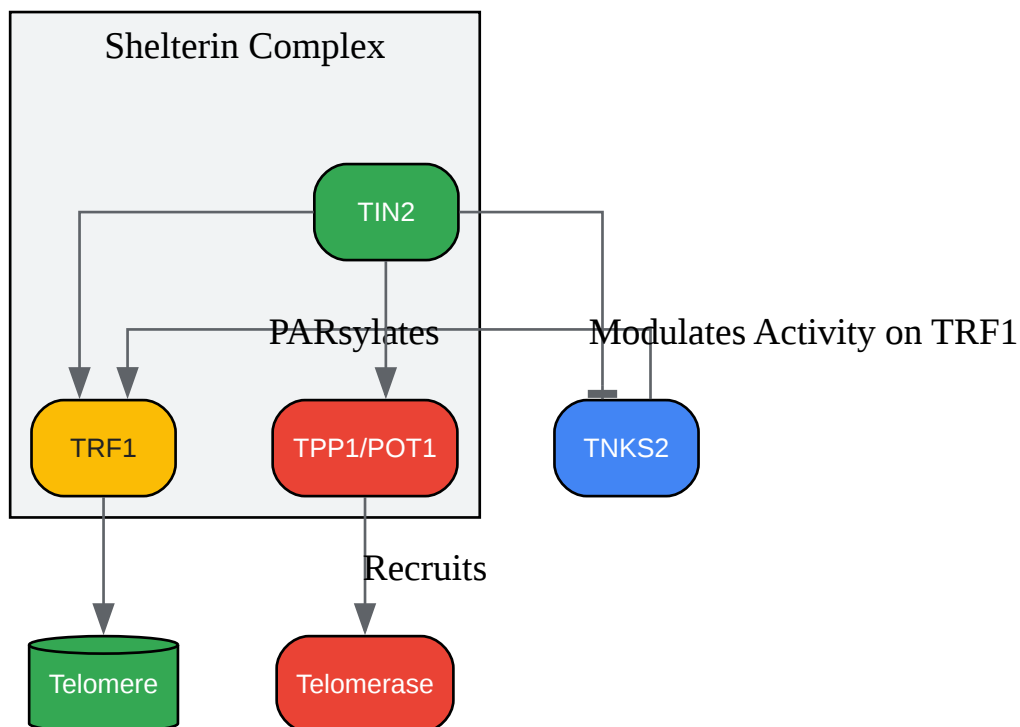 Shelterin Complex
TIN2
PARsylates
Modulates Activity on TRF1
TRF1
TPP1/POT1
TNKS2
Recruits
Telomere
Telomerase